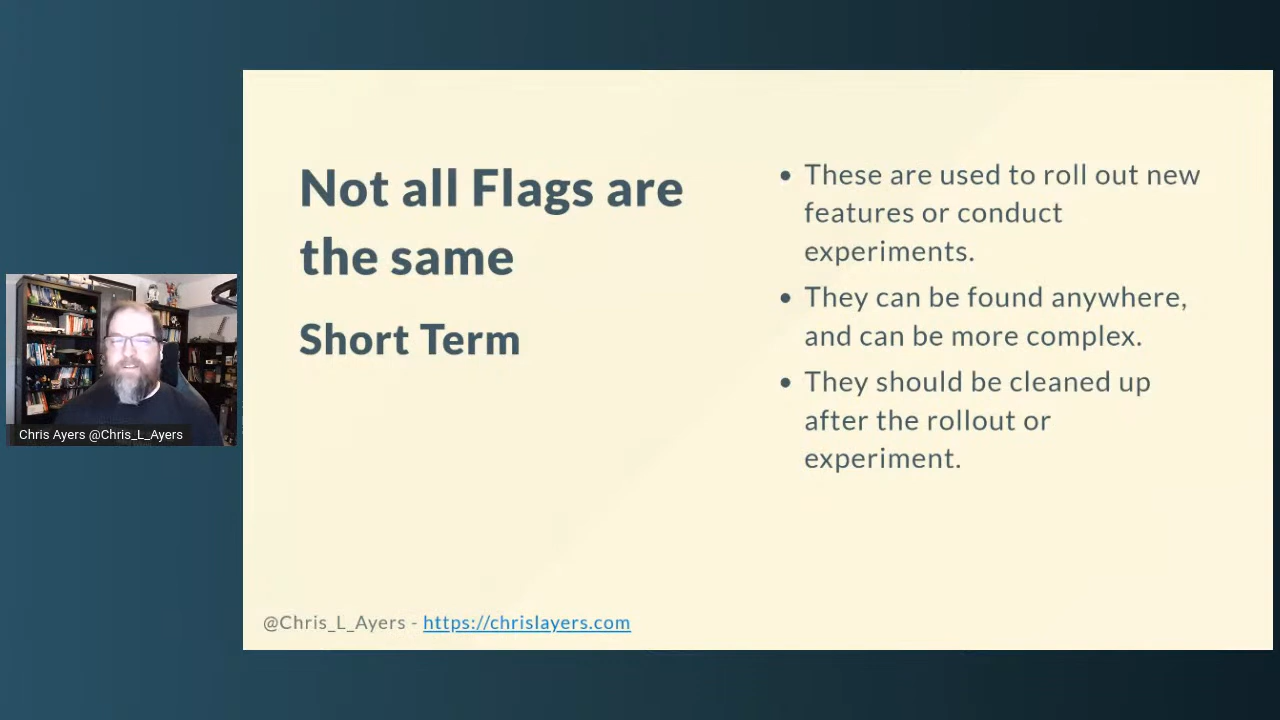 Not all Flags are
the same
Short Term
• These are used to roll out new
features or conduct
experiments.
• They can be found anywhere,
and can be more complex.
• They should be cleaned up
after the rollout or
experiment.
Chris Ayers @Chris_L_Ayers
@Chris_L_Ayers - https://chrislayers.com